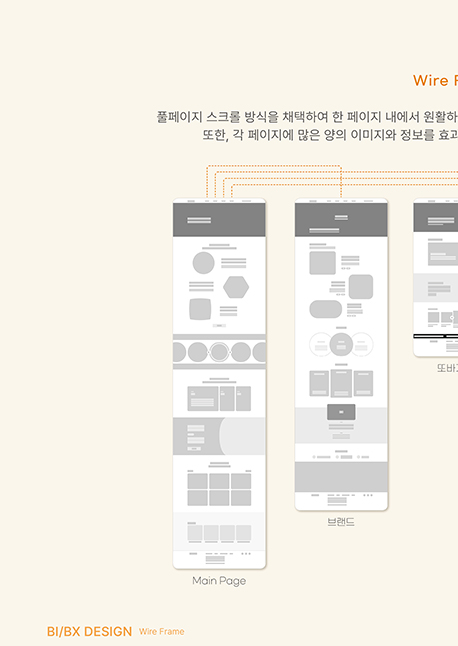 Wire F
풀페이지 스크롤 방식을 채택하여 한 페이지 내에서 원활하
또한, 각 페이지에 많은 양의 이미지와 정보를 효과
또바
브랜드
Main Page
BI/BX DESIGN Wire Frame